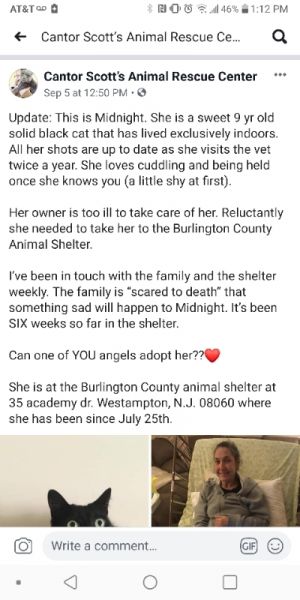 AT&T 46% 1:12 PM
Cantor Scott's Animal Rescue Ce...
Cantor Scott's Animal Rescue Center
Sep 5 at 12:50 PM
Update: This is Midnight. She is a sweet 9 yr old
solid black cat that has lived exclusively indoors.
All her shots are up to date as she visits the vet
twice a year. She loves cuddling and being held
once she knows you (a little shy at first).
Her owner is too ill to take care of her. Reluctantly
she needed to take her to the Burlington County
Animal Shelter.
I've been in touch with the family and the shelter
weekly. The family is “scared to death” that
something sad will happen to Midnight. It's been
SIX weeks so far in the shelter.
Can one of YOU angels adopt her??❤️
She is at the Burlington County animal shelter at
35 academy dr. Westampton, N.J. 08060 where
she has been since July 25th.
Write a comment...
GIF